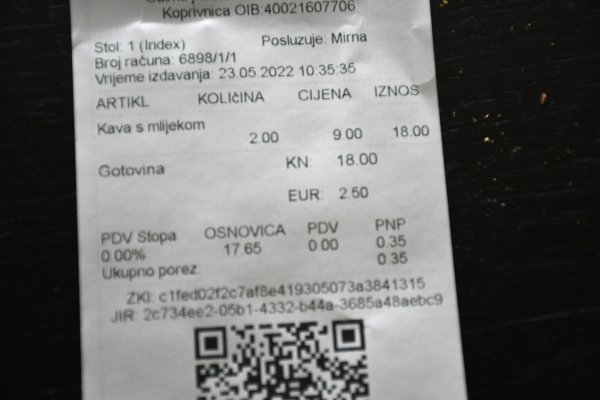 Koprivnica OIB:40021607706
Stol: 1 (Index) Poslužuje: Mirna
Broj računa: 6898/1/1
Vrijeme izdavanja: 23.05.2022 10:35:35
ARTIKL KOLIČINA CIJENA IZNOS
Kava s mlijekom 2.00 9.00 18.00
Gotovina KN: 18.00
EUR: 2.50
PDV Stopa OSNOVICA PDV PNP
0.00% 17.65 0.00 0.35
Ukupno porez: 0.35
ZKI: c1fed02f2c7af8e419305073a3841315
JIR: 2c734ee2-05b1-4332-b44a-3685a48aebc9